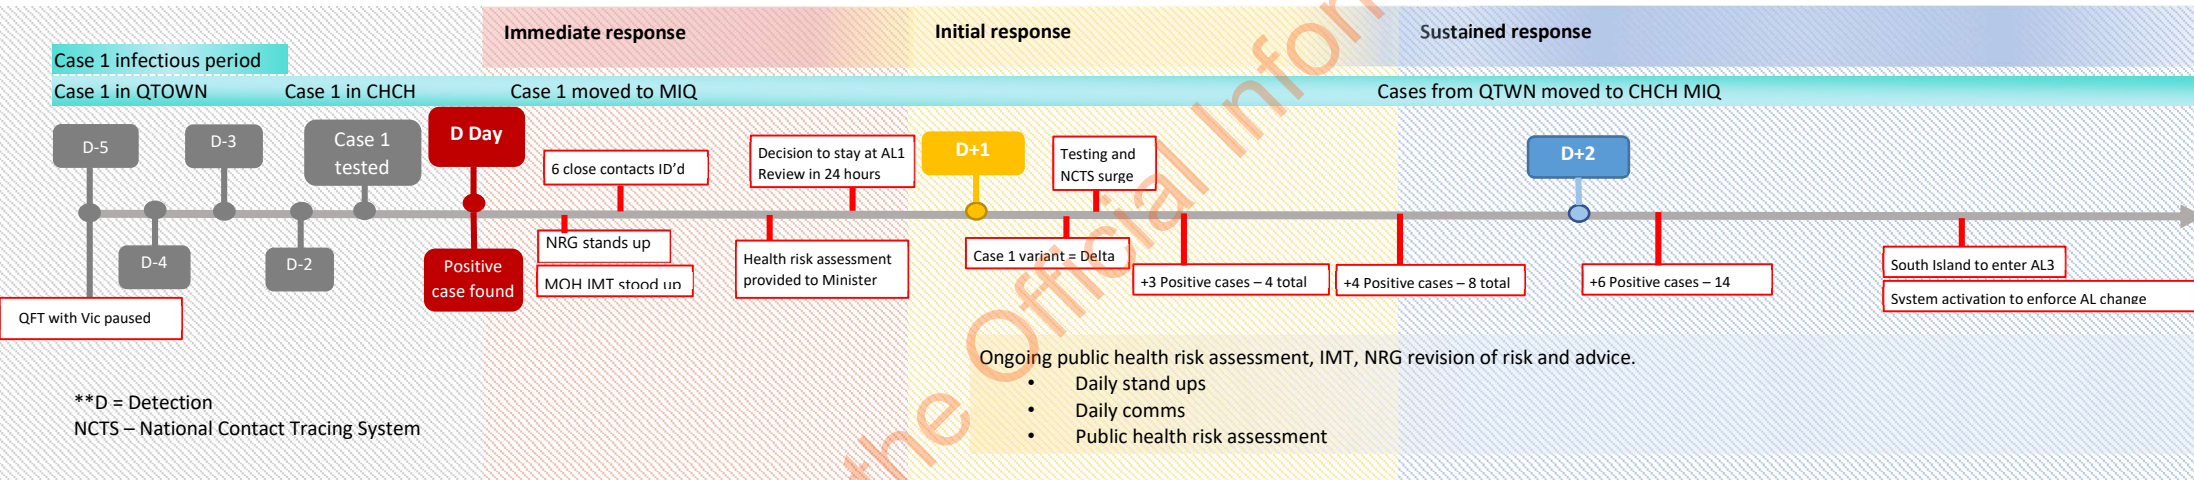 Immediate response
Initial response
Sustained response
Case 1 infectious period
Case 1 in QTOWN
Case 1 in CHCH
Case 1 moved to MIQ
Cases from QTWN moved to CHCH MIQ
D-5
D-3
Case 1
tested
D Day
6 close contacts ID’d
Decision to stay at AL1
Review in 24 hours
D+1
Testing and
NCTS surge
D+2
D-4
D-2
Positive
case found
NRG stands up
MOH IMT stood up
Health risk assessment
provided to Minister
Case 1 variant = Delta
+3 Positive cases – 4 total
+4 Positive cases – 8 total
+6 Positive cases – 14
South Island to enter AL3
System activation to enforce AL change
QFT with Vic paused
Ongoing public health risk assessment, IMT, NRG revision of risk and advice.
• Daily stand ups
• Daily comms
• Public health risk assessment
**D = Detection
NCTS – National Contact Tracing System
the Official Infor